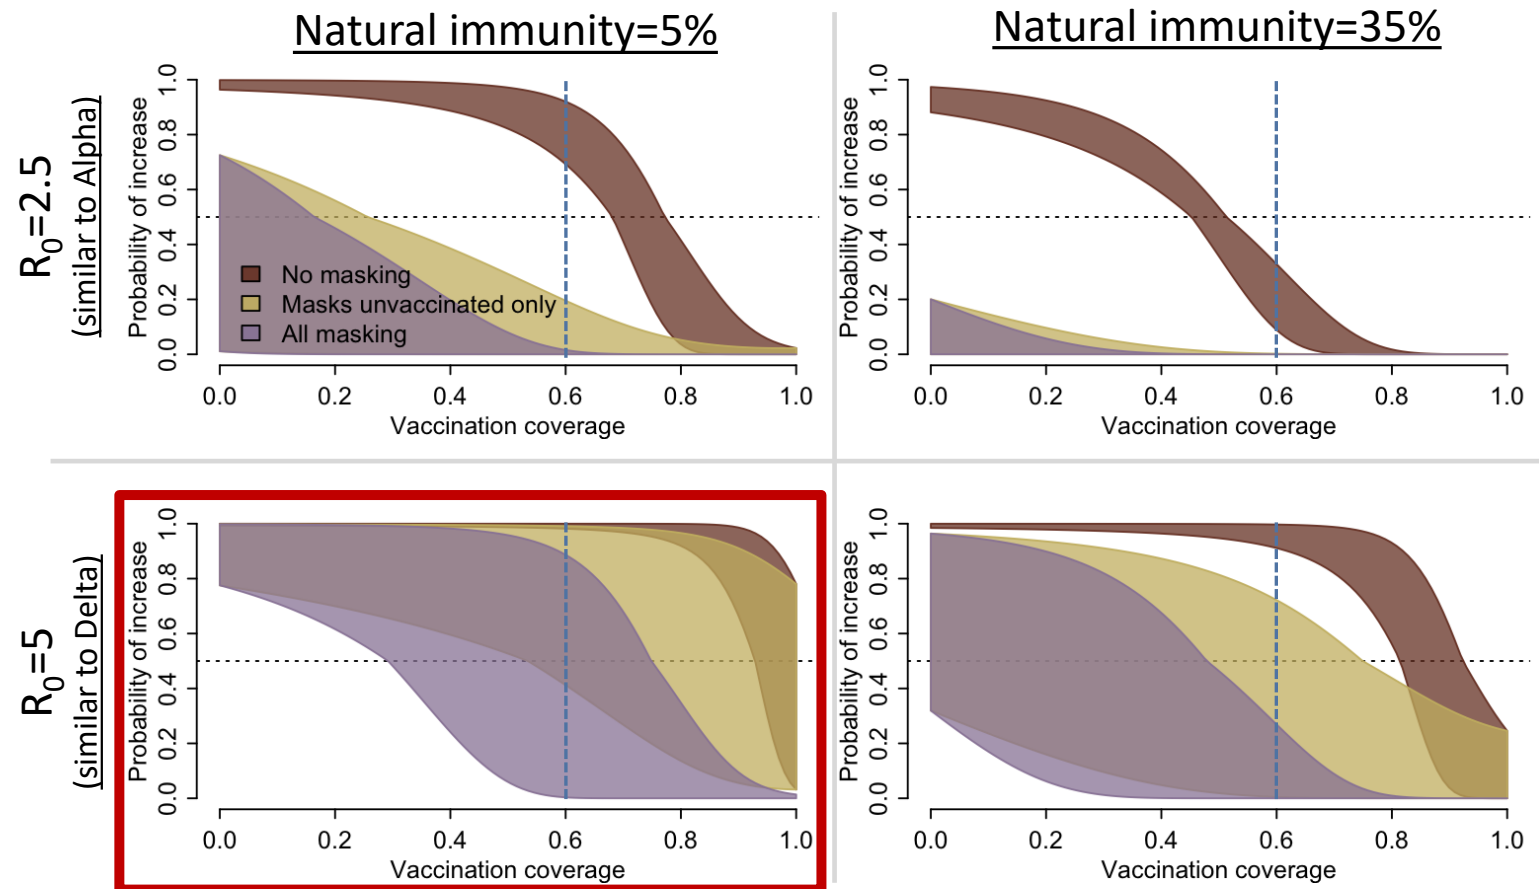 Natural immunity=5%
Natural immunity=35%
R0=2.5
(similar to Alpha)
Probability of increase
0.0 0.2 0.4 0.6 0.8 1.0
No masking
Masks unvaccinated only
All masking
0.0 0.2 0.4 0.6 0.8 1.0
Vaccination coverage
Probability of increase
0.0 0.2 0.4 0.6 0.8 1.0
0.0 0.2 0.4 0.6 0.8 1.0
Vaccination coverage
R0=5
(similar to Delta)
Probability of increase
0.0 0.2 0.4 0.6 0.8 1.0
0.0 0.2 0.4 0.6 0.8 1.0
Vaccination coverage
Probability of increase
0.0 0.2 0.4 0.6 0.8 1.0
0.0 0.2 0.4 0.6 0.8 1.0
Vaccination coverage